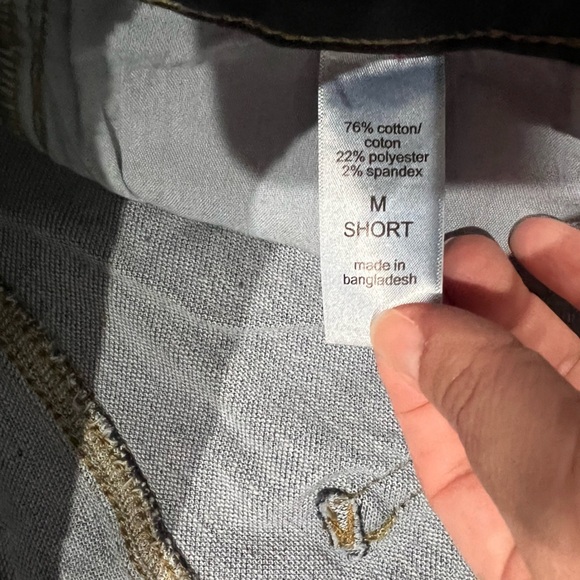 76% cotton/
coton
22% polyester
2% spandex
M
SHORT
made in
bangladesh